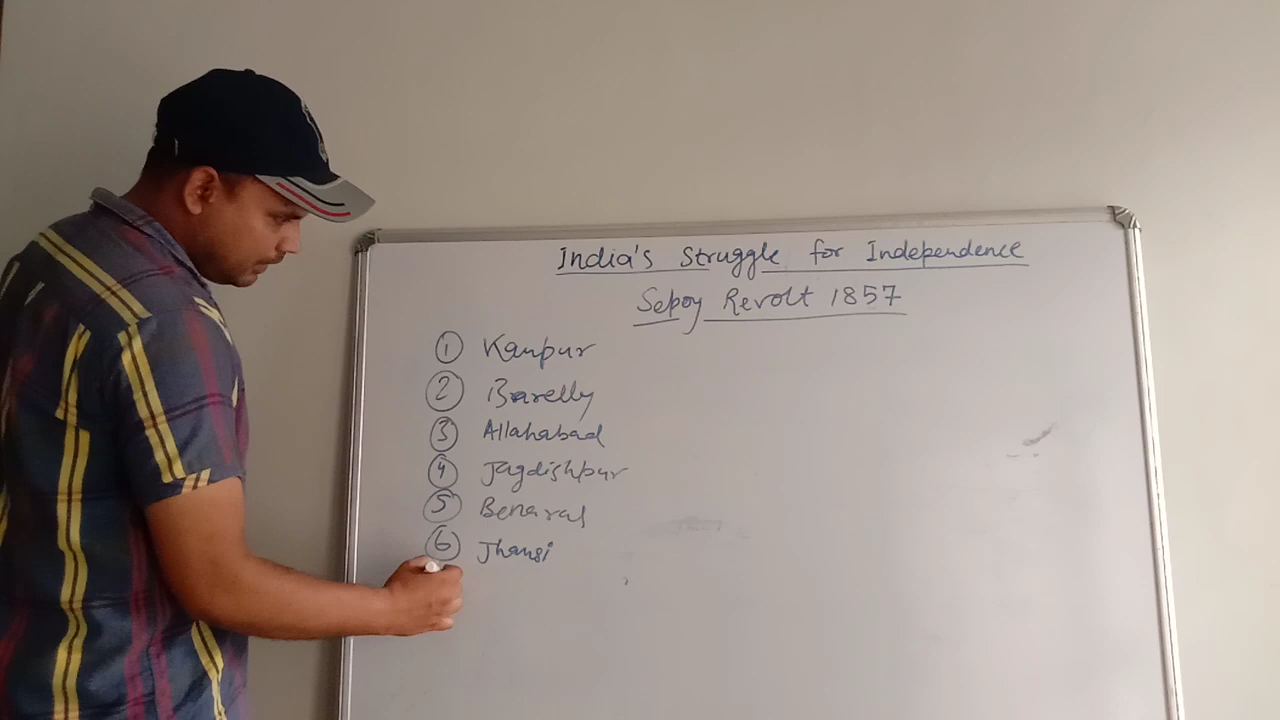 India's Struggle for Independence
Sepoy Revolt 1857
1 Kanpur
2 Barelly
3 Allahabad
4 Jagdishpur
5 Benaras
6 Jhansi